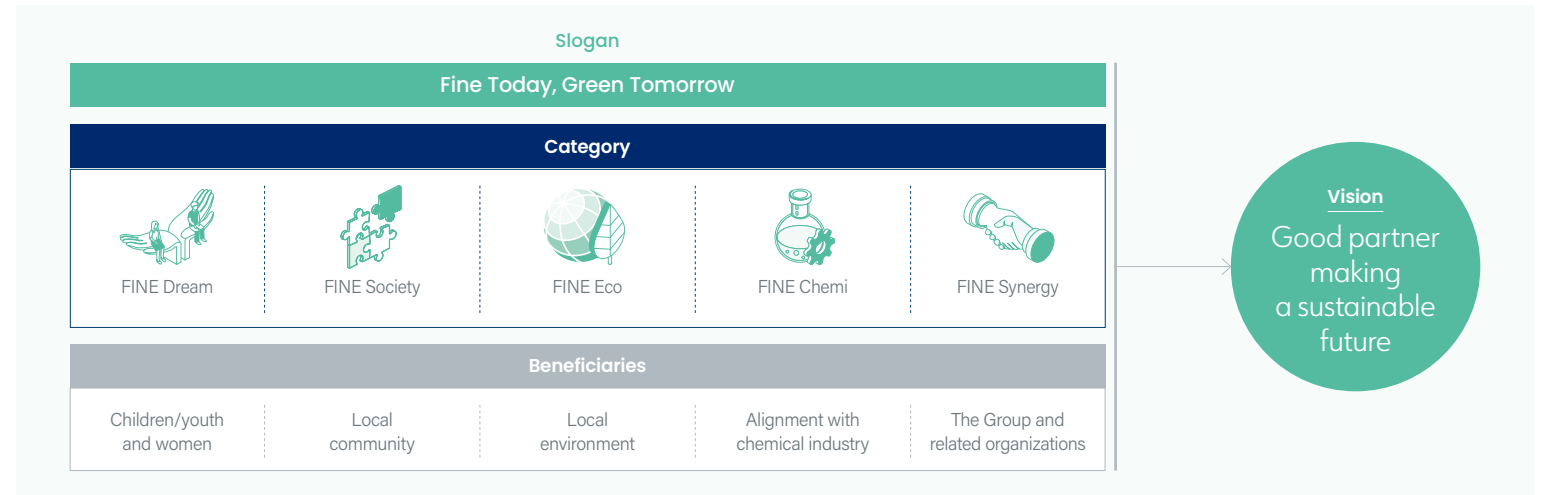 Slogan
Fine Today, Green Tomorrow
Category
FINE Dream
FINE Society
FINE Eco
FINE Chemi
FINE Synergy
Beneficiaries
Children/youth
and women
Local
community
Local
environment
Alignment with
chemical industry
The Group and
related organizations
Vision
Good partner
making
a sustainable
future